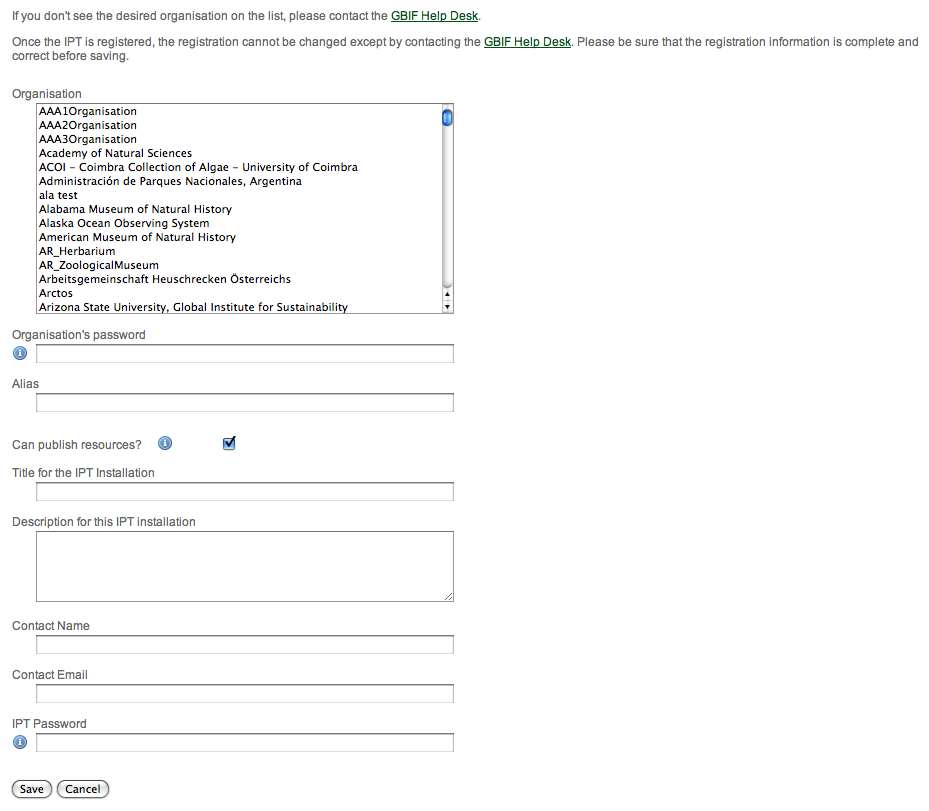 If you don't see the desired organisation on the list, please contact the GBIF Help Desk.
Once the IPT is registered, the registration cannot be changed except by contacting the GBIF Help Desk. Please be sure that the registration information is complete and
correct before saving.
Organisation
AAA1Organisation
AAA2Organisation
AAA3Organisation
Academy of Natural Sciences
ACOI – Coimbra Collection of Algae – University of Coimbra
Administración de Parques Nacionales, Argentina
ala test
Alabama Museum of Natural History
Alaska Ocean Observing System
American Museum of Natural History
AR_Herbarium
AR_ZoologicalMuseum
Arbeitsgemeinschaft Heuschrecken Österreichs
Arctos
Arizona State University, Global Institute for Sustainability
Organisation's password
Alias
Can publish resources?
Title for the IPT Installation
Description for this IPT installation
Contact Name
Contact Email
IPT Password
Save Cancel